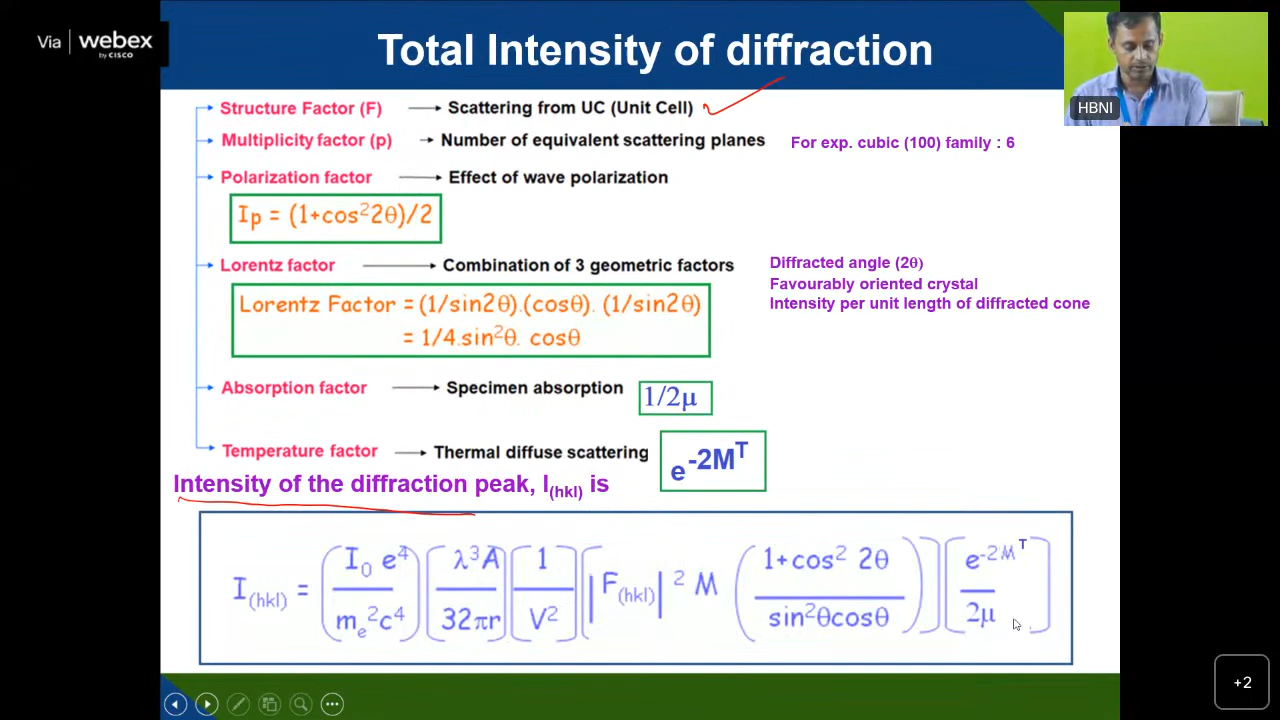 Via | webex
by CISCO
Total Intensity of diffraction
HBNI
Structure Factor (F) → Scattering from UC (Unit Cell)
Multiplicity factor (p) → Number of equivalent scattering planes For exp. cubic (100) family : 6
Polarization factor → Effect of wave polarization
Ip = (1+cos²2θ)/2
Lorentz factor → Combination of 3 geometric factors
Diffracted angle (2θ)
Favourably oriented crystal
Intensity per unit length of diffracted cone
Lorentz Factor = (1/sin2θ).(cosθ). (1/sin2θ)
= 1/4.sin²θ. cosθ
Absorption factor → Specimen absorption 1/2μ
Temperature factor → Thermal diffuse scattering e^-2M^T
Intensity of the diffraction peak, I(hkl) is
I(hkl) = (I₀ e⁴ / mₑ²c⁴) [λ³A / 32πr] [1 / V²] [|F(hkl)|² M (1+cos² 2θ / sin²θcosθ)] [e^-2M^T / 2μ]
+2